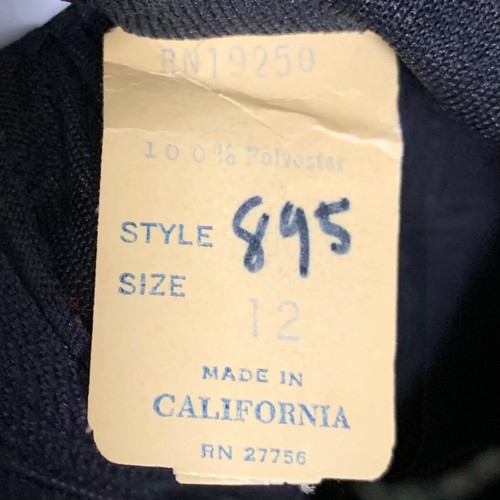 RN19250
100% Polyester
STYLE 895
SIZE 12
MADE IN
CALIFORNIA
RN 27756